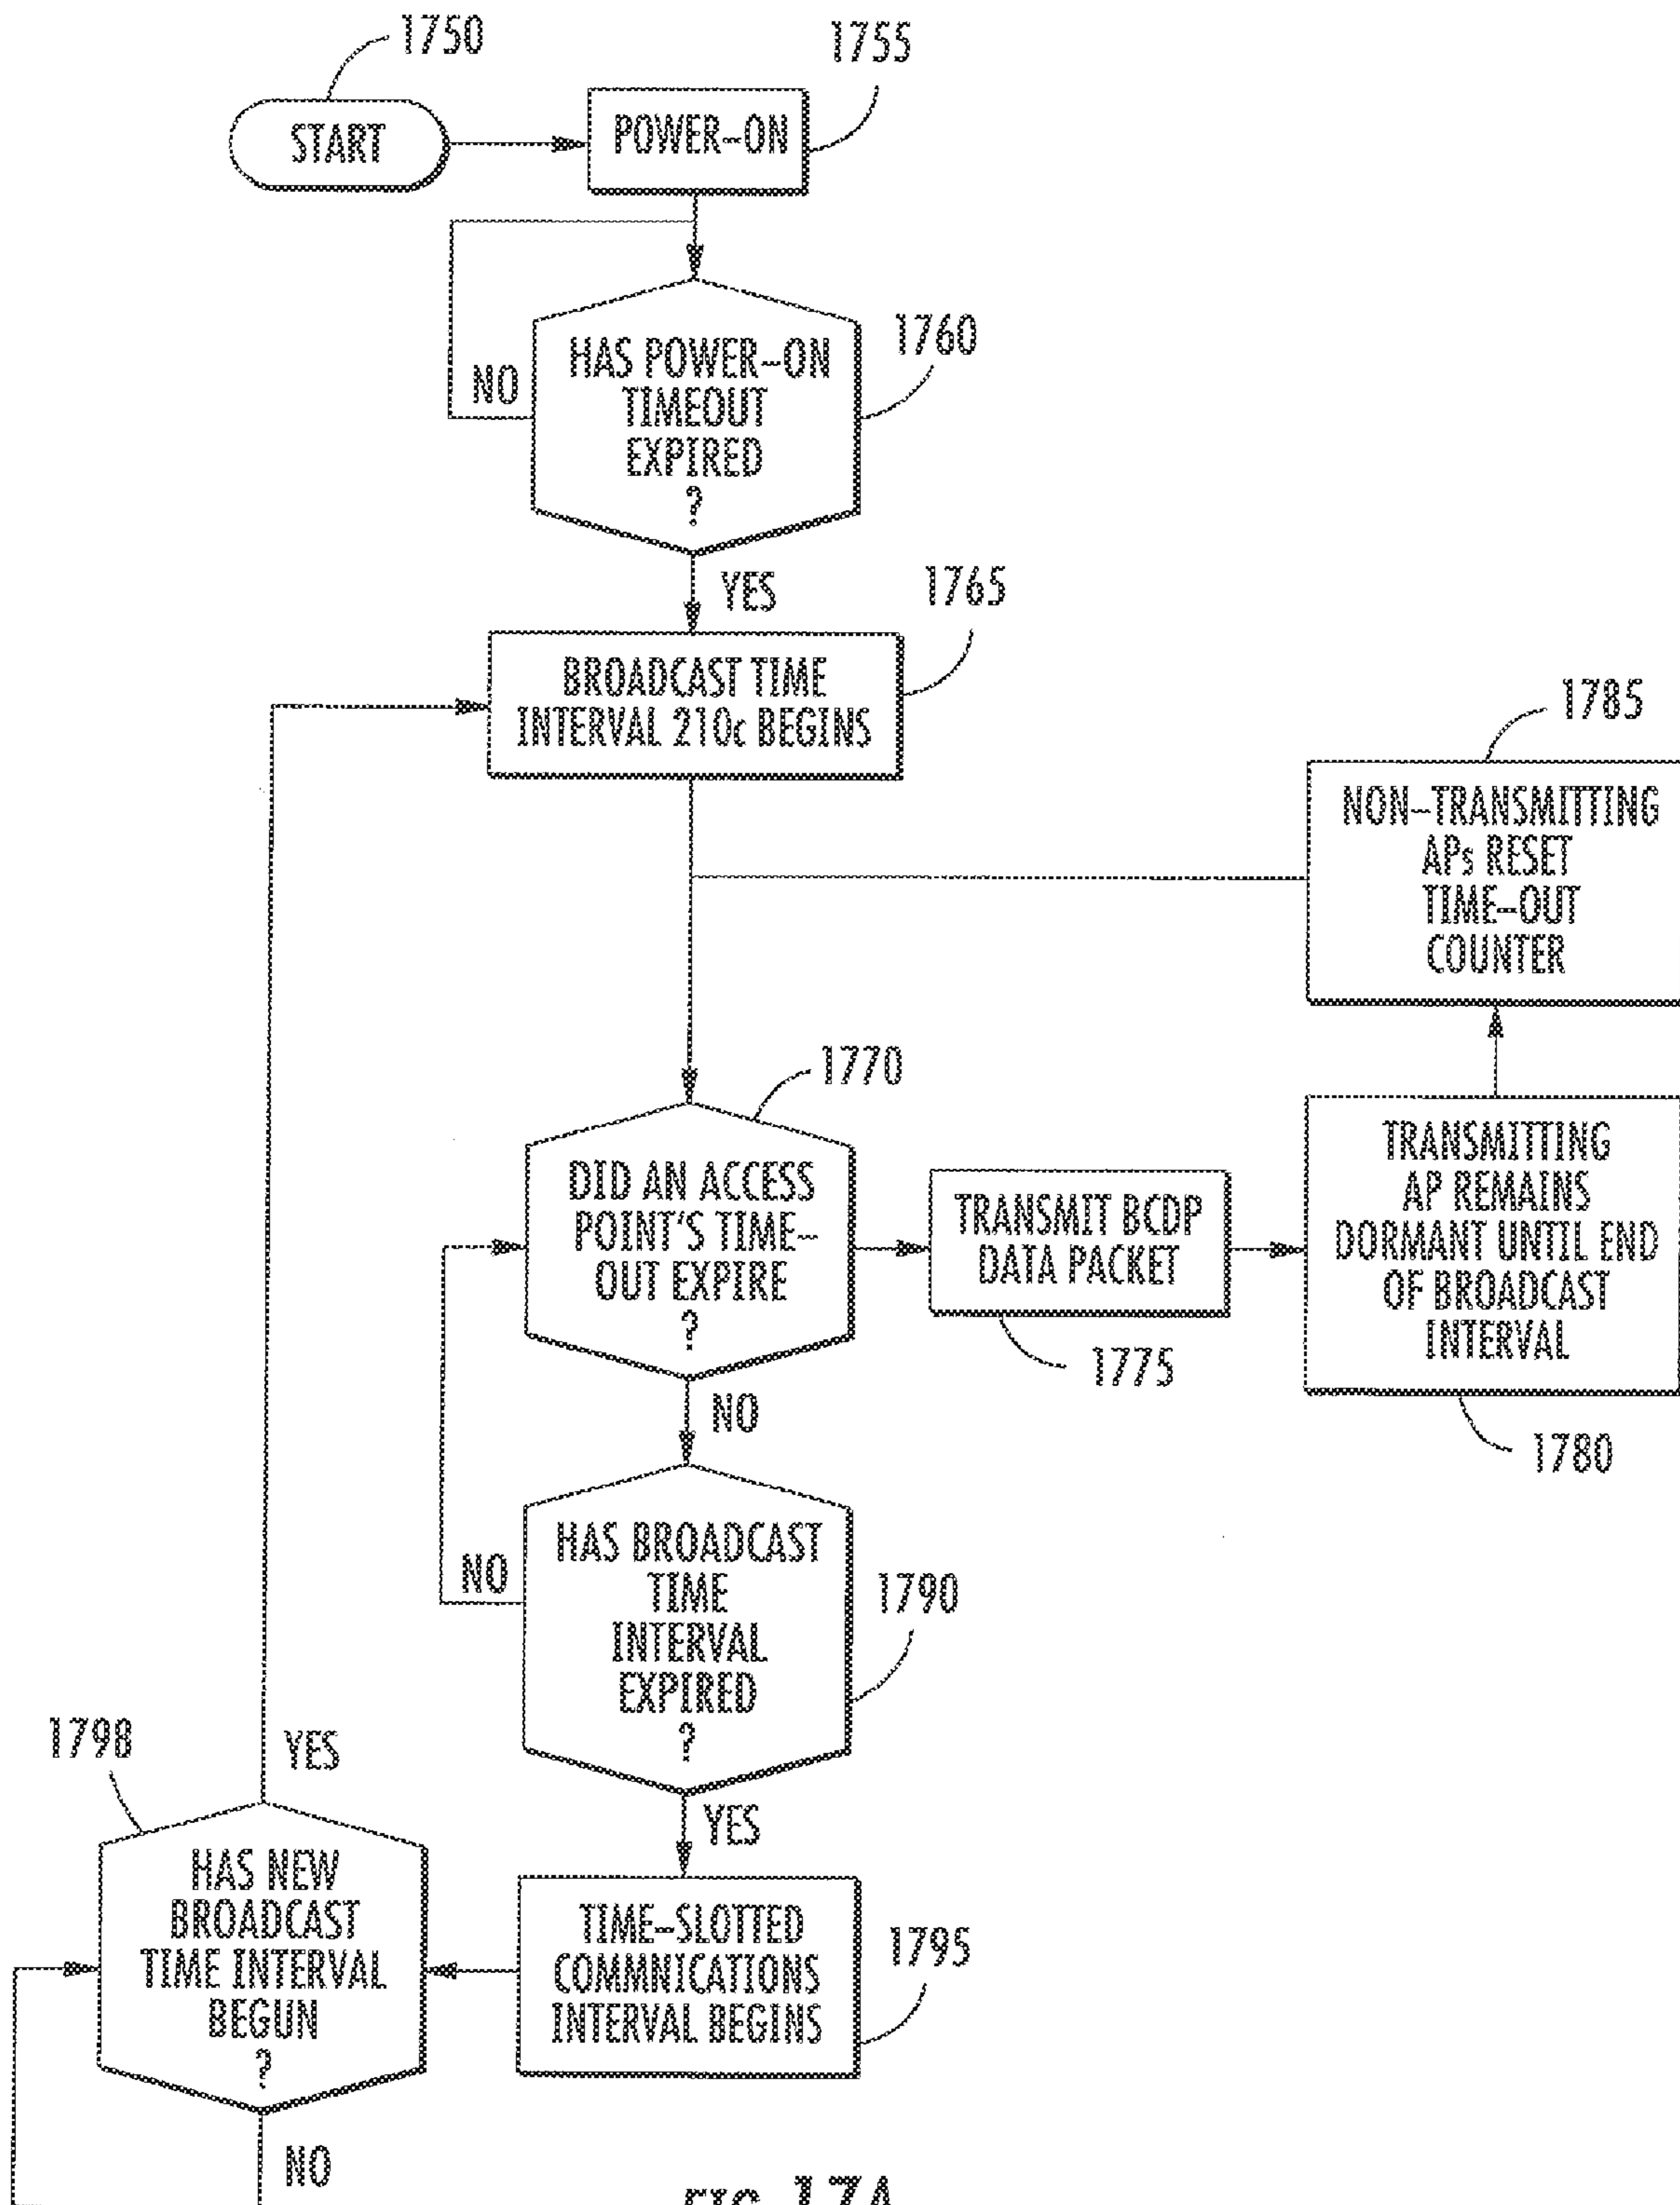 1750
1755
START
POWER-ON
1760
HAS POWER-ON
TIMEOUT
EXPIRED
?
NO
YES
1765
BROADCAST TIME
INTERVAL 210c BEGINS
1785
NON-TRANSMITTING
APs RESET
TIME-OUT
COUNTER
1770
DID AN ACCESS
POINT'S TIME-
OUT EXPIRE
?
TRANSMIT BCDP
DATA PACKET
1775
TRANSMITTING
AP REMAINS
DORMANT UNTIL END
OF BROADCAST
INTERVAL
1780
NO
HAS BROADCAST
TIME
INTERVAL
EXPIRED
?
NO
1790
YES
1798
YES
HAS NEW
BROADCAST
TIME INTERVAL
BEGUN
?
TIME-SLOTTED
COMMNICATIONS
INTERVAL BEGINS
1795
NO
FIG. 17A